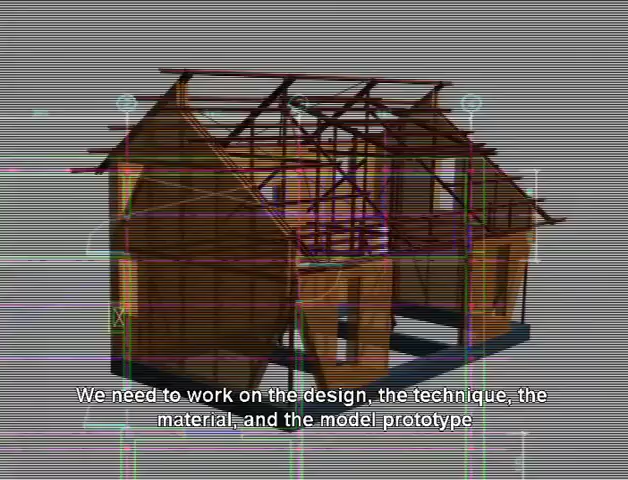 We need to work on the design, the technique, the
material, and the model prototype